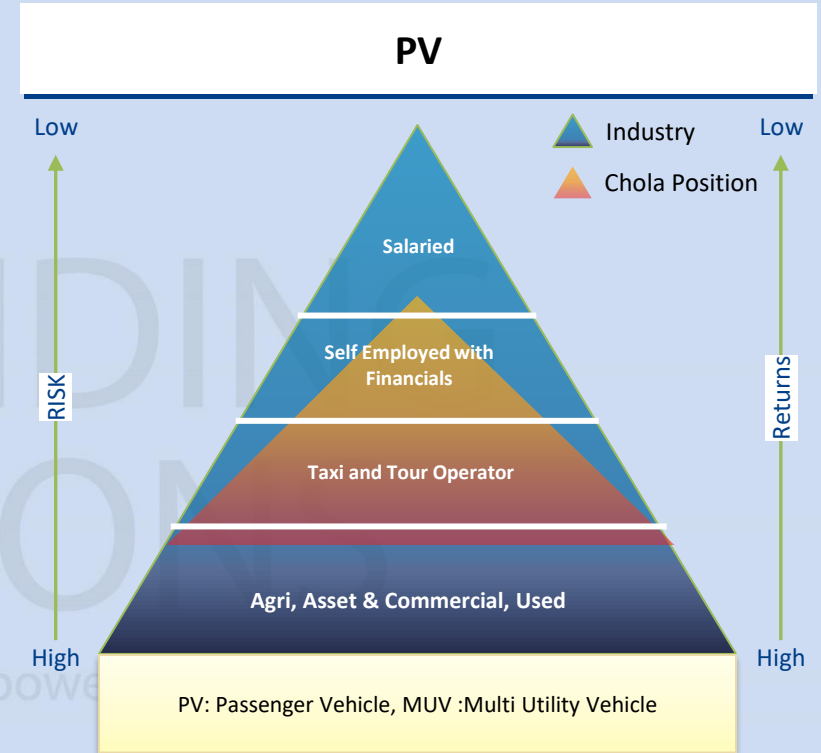 PV
Low
Industry
Low
Chola Position
Salaried
Self Employed with
Financials
RISK
Returns
Taxi and Tour Operator
Agri, Asset & Commercial, Used
High
High
PV: Passenger Vehicle, MUV :Multi Utility Vehicle